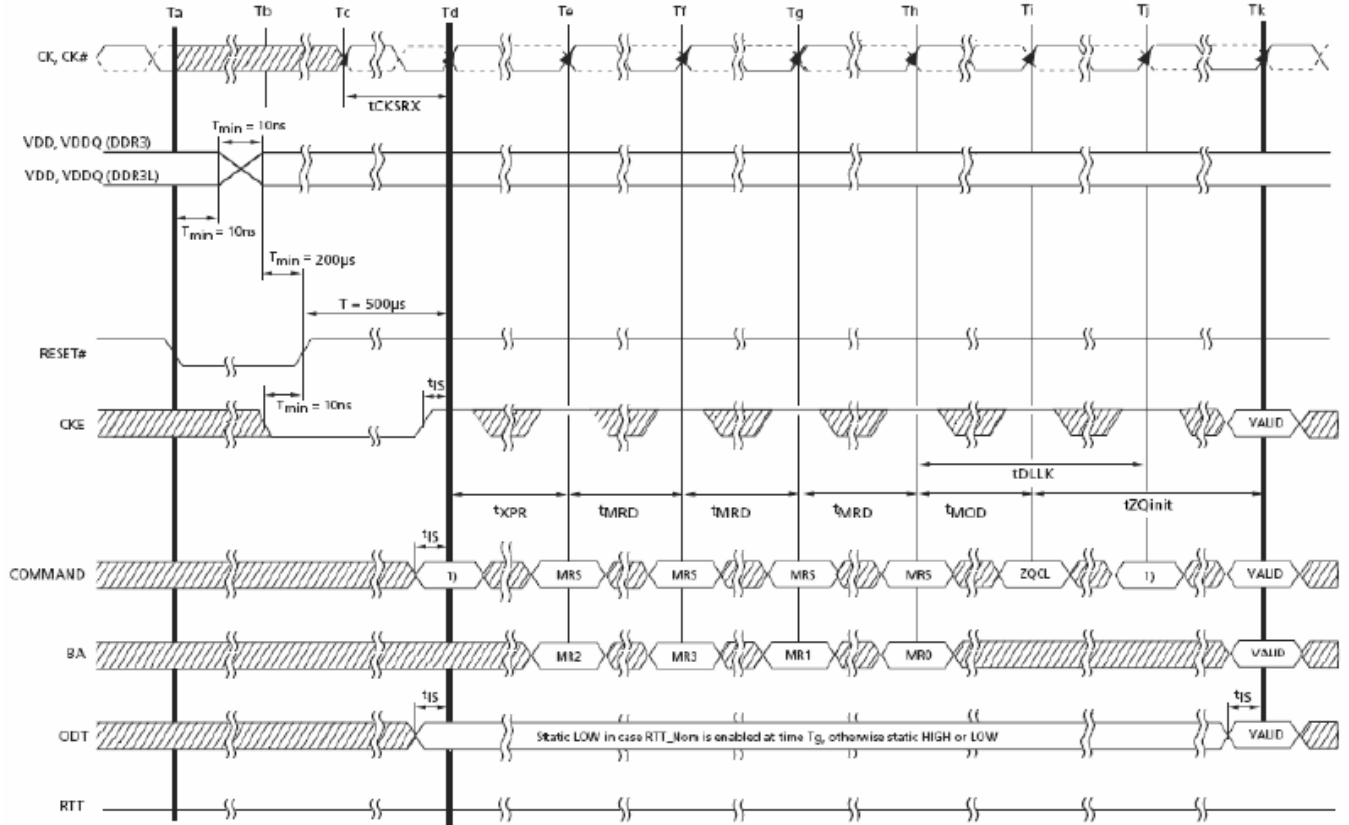 Ta Tb Tc Td Te Tf Tg Th Ti Tj Tk
CK, CK#
tCKSRX
Tmin = 10ns
VDD, VDDQ (DDR3)
VDD, VDDQ (DDR3L)
Tmin = 10ns
Tmin = 200µs
T = 500µs
RESET#
tIS
Tmin = 10ns
CKE VALID
tDLLK
tXPR tMRD tMRD tMRD tMOD tZQinit
tIS
COMMAND 1) MRS MRS MRS MRS ZQCL 1) VALID
BA MR2 MR3 MR1 MR0 VALID
tIS tIS
ODT Static LOW in case RTT_Nom is enabled at time Tg, otherwise static HIGH or LOW VALID
RTT